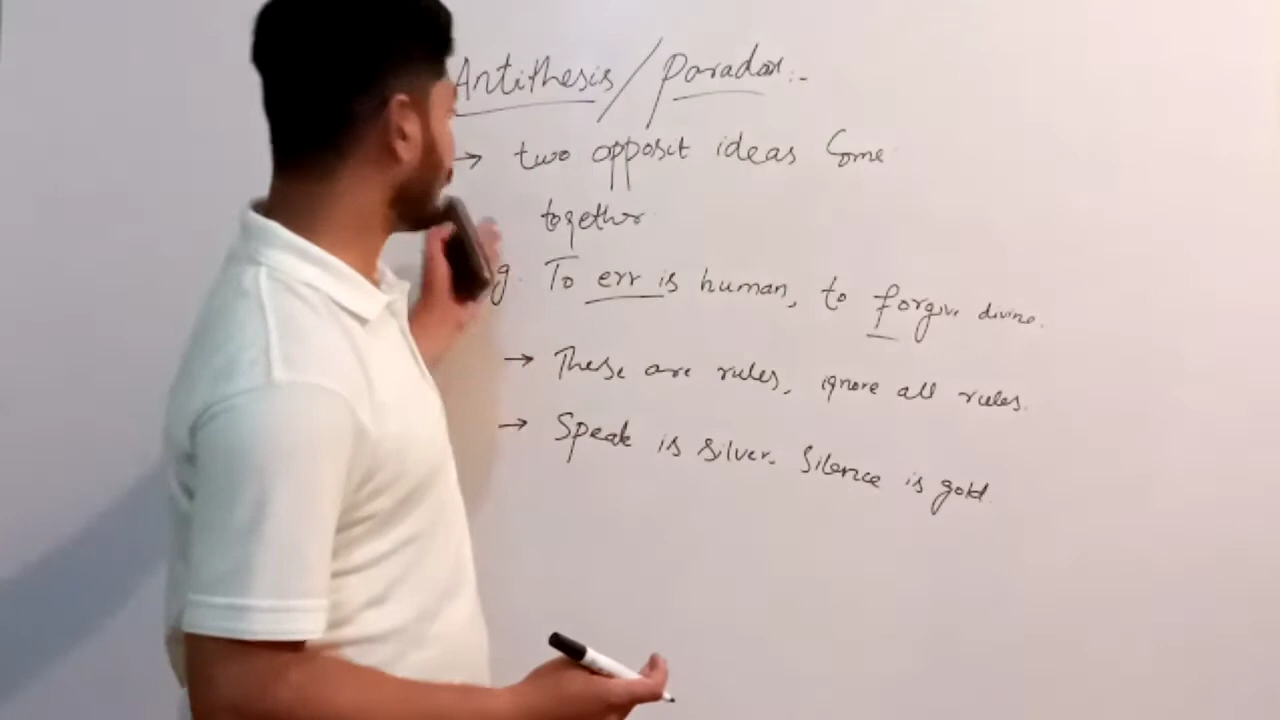 Antithesis / Paradox :-
→ two opposit ideas Come
together
g. To err is human, to forgive divine.
→ These are rules, ignore all rules.
→ Speak is silver. Silence is gold.